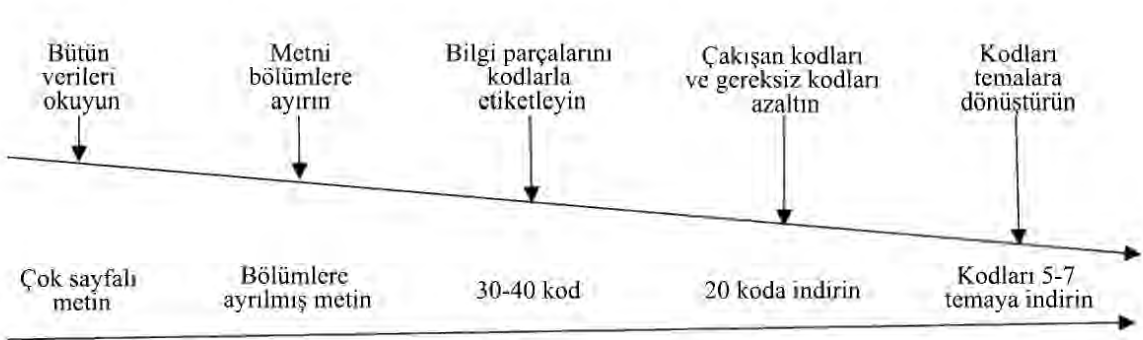 Bütün
verileri
okuyun
Metni
bölümlere
ayırın
Bilgi parçalarını
kodlarla
etiketleyin
Çakışan kodları
ve gereksiz kodları
azaltın
Kodları
temalara
dönüştürün
Çok sayfalı
metin
Bölümlere
ayrılmış metin
30-40 kod
20 koda indirin
Kodları 5-7
temaya indirin